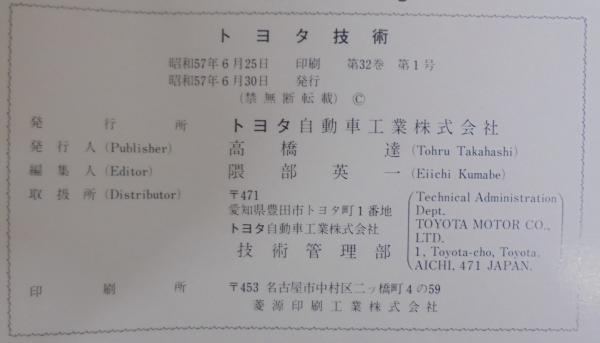 トヨタ技術
昭和57年6月25日 印刷 第32巻 第1号
昭和57年6月30日 発行
(禁無断転載) ©
発行所 トヨタ自動車工業株式会社
発行人(Publisher) 高橋 達(Tohru Takahashi)
編集人(Editor) 隈部英一(Eiichi Kumabe)
取扱所(Distributor) 〒471
愛知県豊田市トヨタ町1番地
トヨタ自動車工業株式会社
技術管理部
(Technical Administration
Dept.
TOYOTA MOTOR CO.,
LTD.
1, Toyota-cho, Toyota.
AICHI, 471 JAPAN.)
印刷所 〒453 名古屋市中村区二ッ橋町4の59
菱源印刷工業株式会社